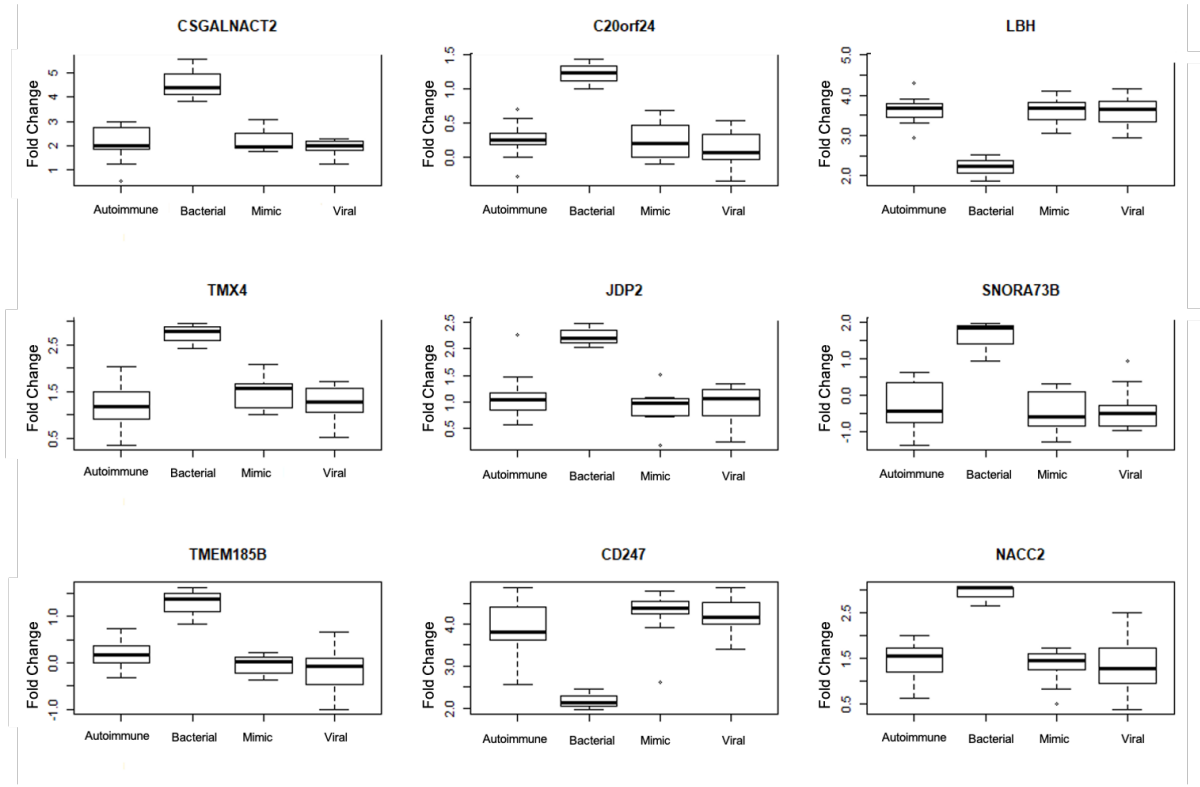 CSGALNACT2 C20orf24 LBH
Fold Change 5 4 3 2 1 Fold Change 1.5 1.0 0.5 0.0 Fold Change 5.0 4.0 3.0 2.0
Autoimmune Bacterial Mimic Viral Autoimmune Bacterial Mimic Viral Autoimmune Bacterial Mimic Viral
TMX4 JDP2 SNORA73B
Fold Change 2.5 1.5 0.5 Fold Change 2.5 2.0 1.5 1.0 0.5 Fold Change 2.0 1.0 0.0 -1.0
Autoimmune Bacterial Mimic Viral Autoimmune Bacterial Mimic Viral Autoimmune Bacterial Mimic Viral
TMEM185B CD247 NACC2
Fold Change 1.0 0.0 -1.0 Fold Change 4.0 3.0 2.0 Fold Change 2.5 1.5 0.5
Autoimmune Bacterial Mimic Viral Autoimmune Bacterial Mimic Viral Autoimmune Bacterial Mimic Viral